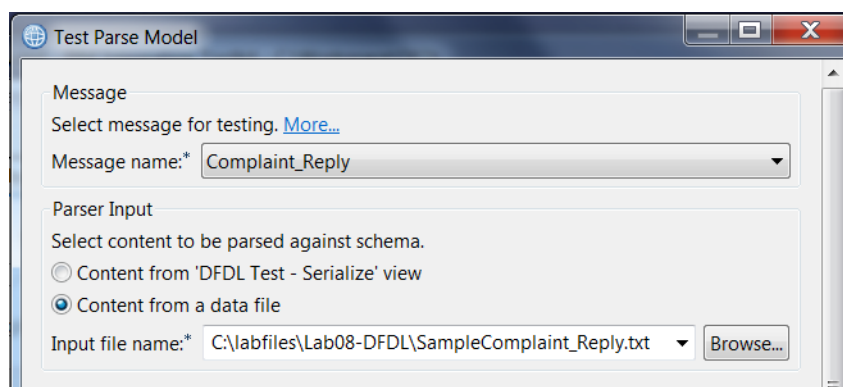 Test Parse Model
Message
Select message for testing. More...
Message name:* Complaint_Reply
Parser Input
Select content to be parsed against schema.
Content from 'DFDL Test - Serialize' view
Content from a data file
Input file name:* C:\labfiles\Lab08-DFDL\SampleComplaint_Reply.txt Browse...